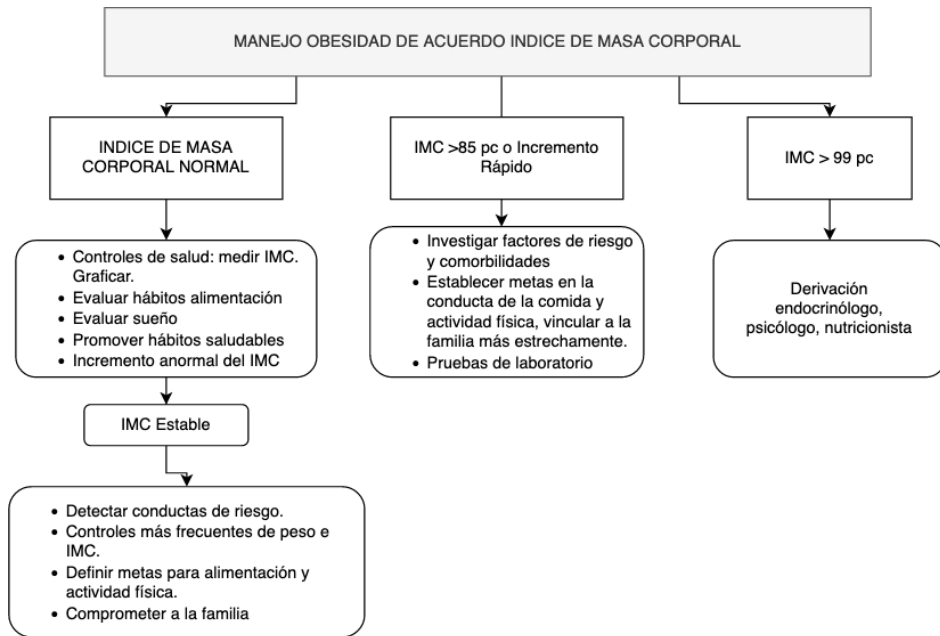 MANEJO OBESIDAD DE ACUERDO INDICE DE MASA CORPORAL
INDICE DE MASA
CORPORAL NORMAL
IMC >85 pc o Incremento
Rápido
IMC > 99 pc
• Controles de salud: medir IMC.
Graficar.
• Evaluar hábitos alimentación
• Evaluar sueño
• Promover hábitos saludables
• Incremento anormal del IMC
• Investigar factores de riesgo
y comorbilidades
• Establecer metas en la
conducta de la comida y
actividad física, vincular a la
familia más estrechamente.
• Pruebas de laboratorio
Derivación
endocrinólogo,
psicólogo, nutricionista
IMC Estable
• Detectar conductas de riesgo.
• Controles más frecuentes de peso e
IMC.
• Definir metas para alimentación y
actividad física.
• Comprometer a la familia